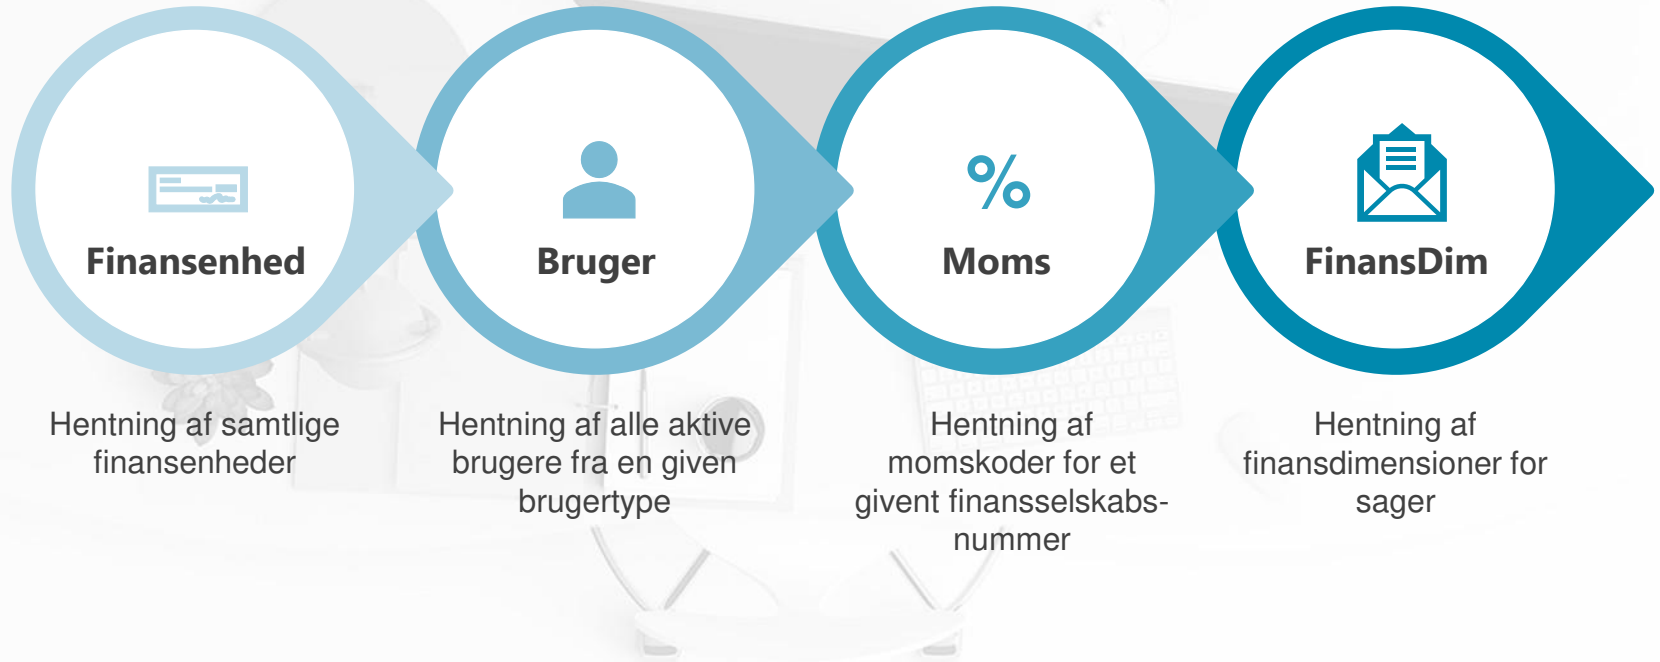 Finansenhed
Hentning af samtlige
finansenheder
Bruger
Hentning af alle aktive
brugere fra en given
brugertype
%
Moms
Hentning af
momskoder for et
givent finansselskabs-
nummer
FinansDim
Hentning af
finansdimensioner for
sager